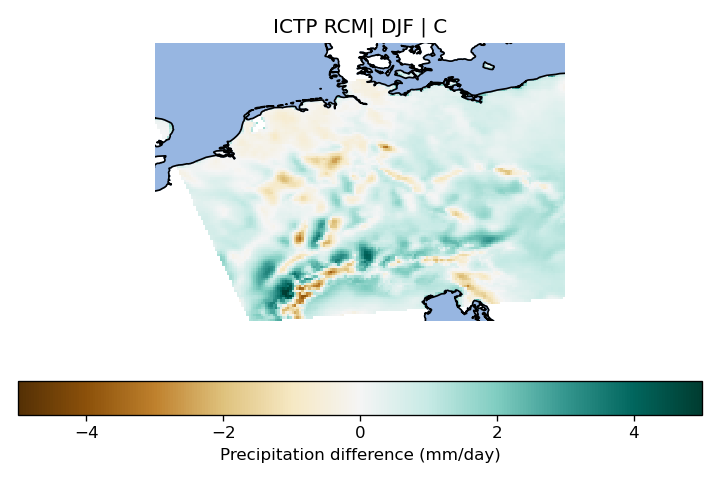 ICTP RCM| DJF | C
−4 −2 0 2 4
Precipitation difference (mm/day)